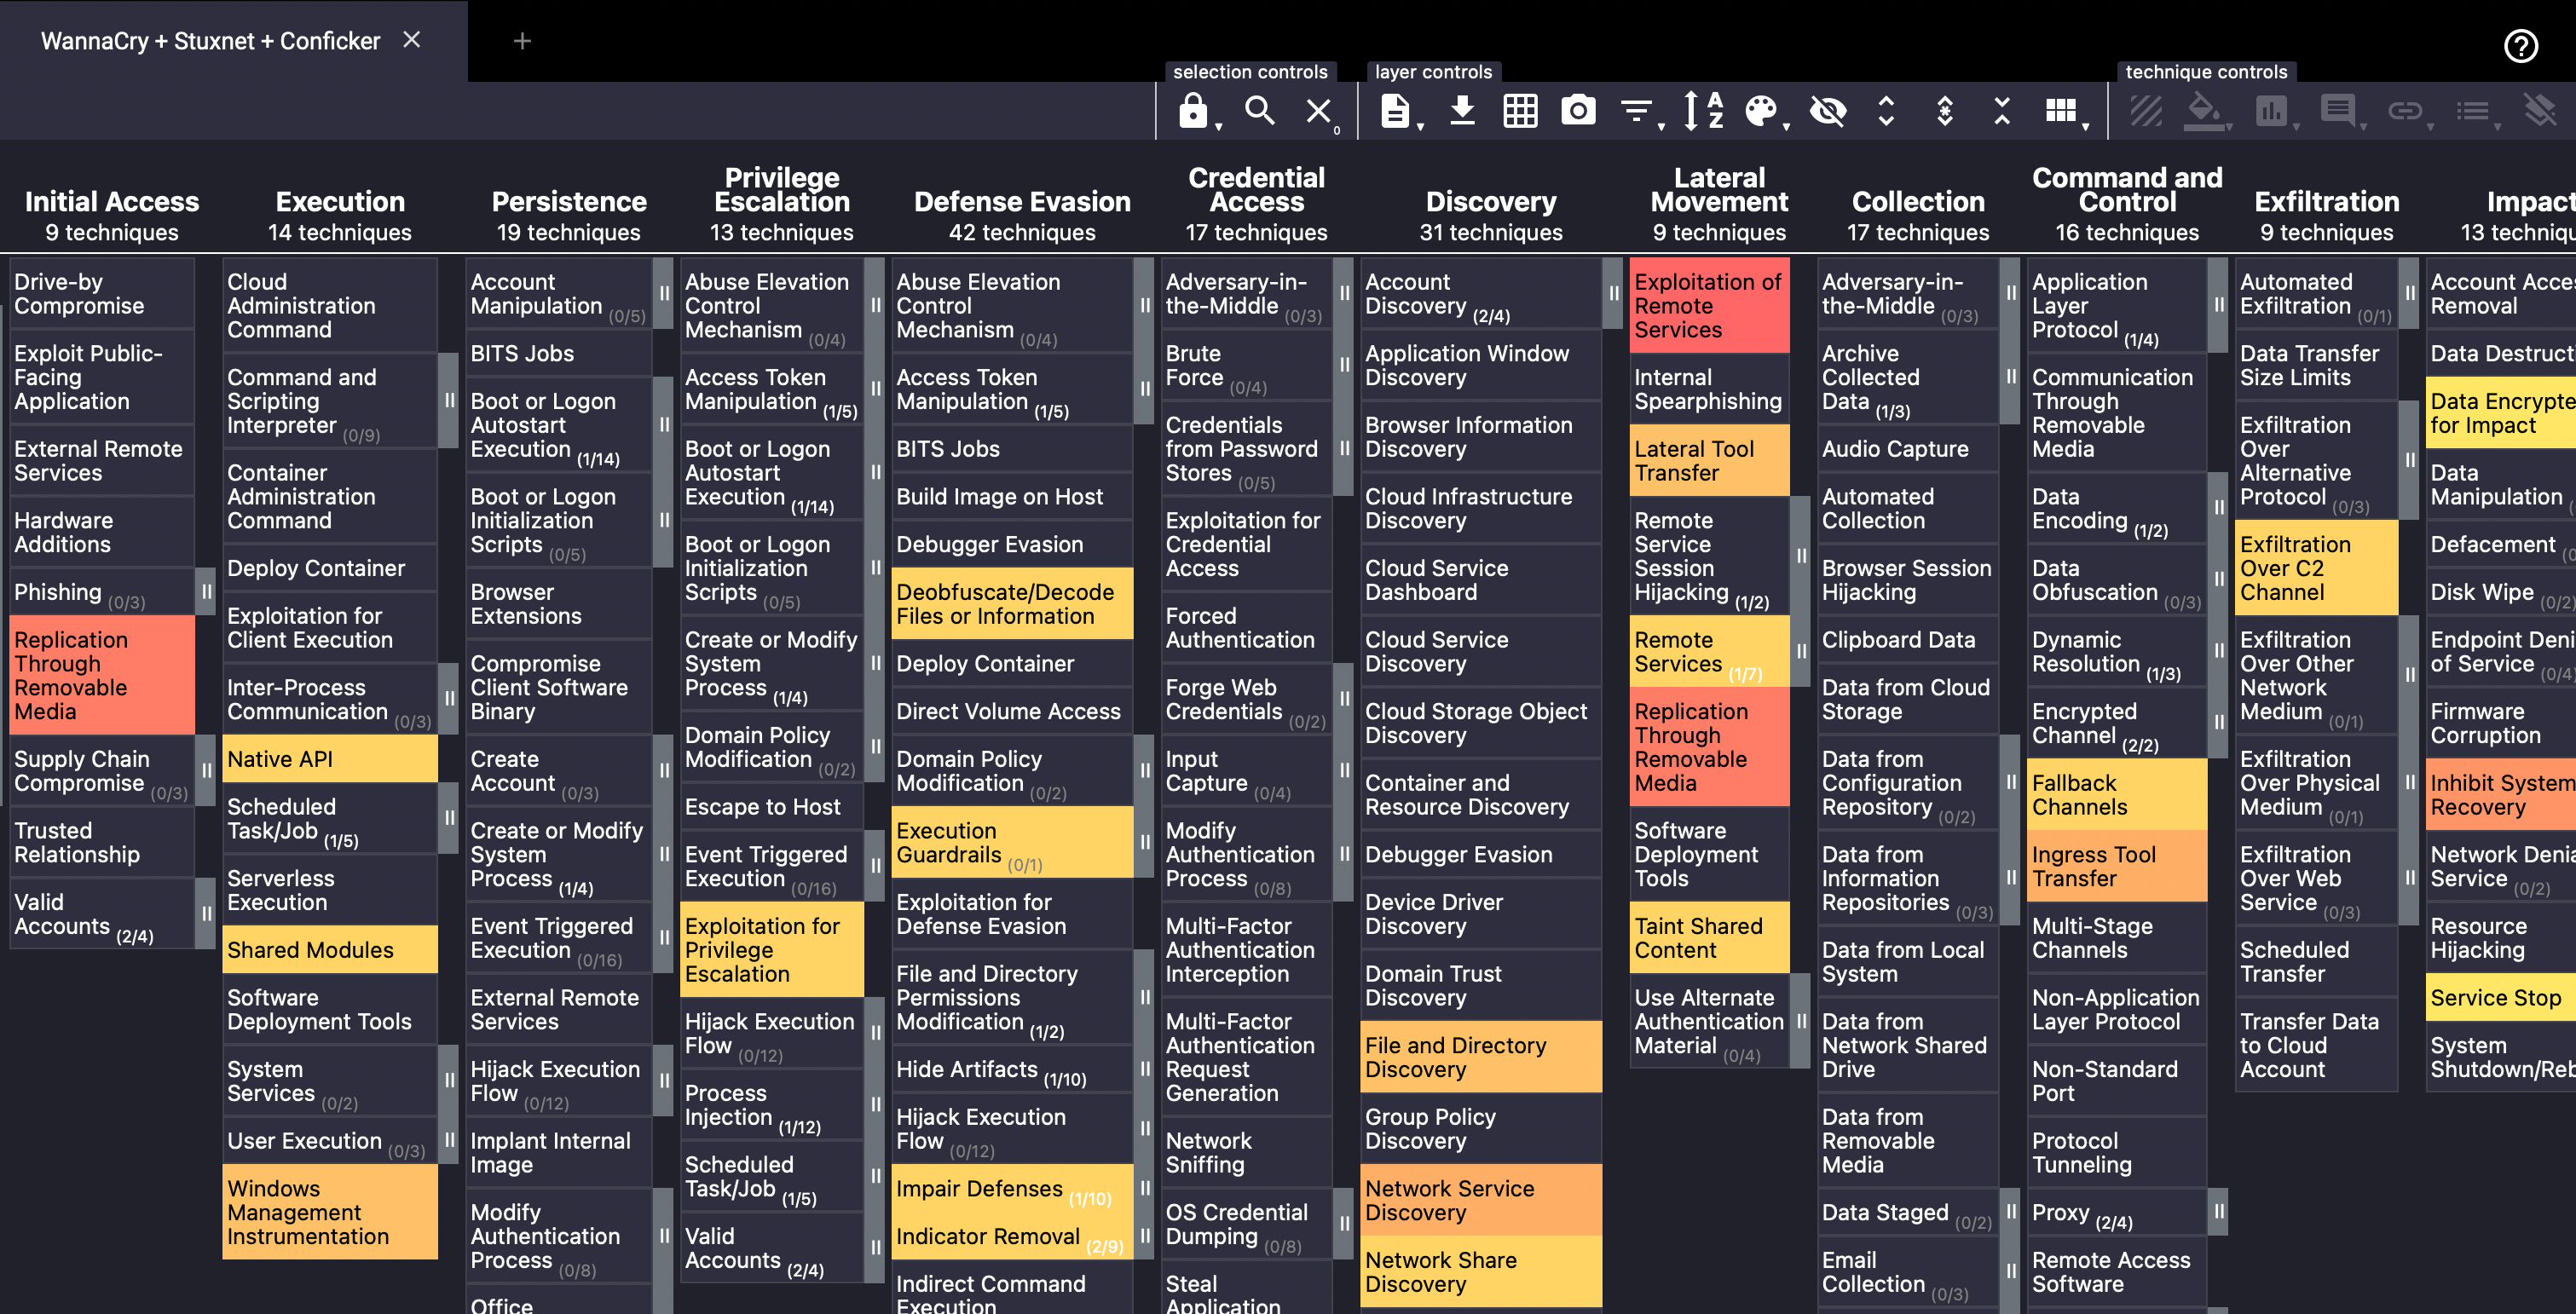 WannaCry + Stuxnet + Conficker
selection controls
layer controls
technique controls
0
A
Z
Initial Access
9 techniques
Drive-by
Compromise
Exploit Public-
Facing
Application
External Remote
Services
Hardware
Additions
Phishing (0/3)
Replication
Through
Removable
Media
Supply Chain
Compromise (0/3)
Trusted
Relationship
Valid
Accounts (2/4)
Execution
14 techniques
Cloud
Administration
Command
Command and
Scripting
Interpreter (0/9)
Container
Administration
Command
Deploy Container
Exploitation for
Client Execution
Inter-Process
Communication (0/3)
Native API
Scheduled
Task/Job (1/5)
Serverless
Execution
Shared Modules
Software
Deployment Tools
System
Services (0/2)
User Execution (0/3)
Windows
Management
Instrumentation
Persistence
19 techniques
Account
Manipulation (0/5)
BITS Jobs
Boot or Logon
Autostart
Execution (1/14)
Boot or Logon
Initialization
Scripts (0/5)
Browser
Extensions
Compromise
Client Software
Binary
Create
Account (0/3)
Create or Modify
System
Process (1/4)
Event Triggered
Execution (0/16)
External Remote
Services
Hijack Execution
Flow (0/12)
Implant Internal
Image
Modify
Authentication
Process (0/8)
Office
Privilege
Escalation
13 techniques
Abuse Elevation
Control
Mechanism (0/4)
Access Token
Manipulation (1/5)
Boot or Logon
Autostart
Execution (1/14)
Boot or Logon
Initialization
Scripts (0/5)
Create or Modify
System
Process (1/4)
Domain Policy
Modification (0/2)
Escape to Host
Event Triggered
Execution (0/16)
Exploitation for
Privilege
Escalation
Hijack Execution
Flow (0/12)
Process
Injection (1/12)
Scheduled
Task/Job (1/5)
Valid
Accounts (2/4)
Defense Evasion
42 techniques
Abuse Elevation
Control
Mechanism (0/4)
Access Token
Manipulation (1/5)
BITS Jobs
Build Image on Host
Debugger Evasion
Deobfuscate/Decode
Files or Information
Deploy Container
Direct Volume Access
Domain Policy
Modification (0/2)
Execution
Guardrails (0/1)
Exploitation for
Defense Evasion
File and Directory
Permissions
Modification (1/2)
Hide Artifacts (1/10)
Hijack Execution
Flow (0/12)
Impair Defenses (1/10)
Indicator Removal (2/9)
Indirect Command
Execution
Credential
Access
17 techniques
Adversary-in-
the-Middle (0/3)
Brute
Force (0/4)
Credentials
from Password
Stores (0/5)
Exploitation for
Credential
Access
Forced
Authentication
Forge Web
Credentials (0/2)
Input
Capture (0/4)
Modify
Authentication
Process (0/8)
Multi-Factor
Authentication
Interception
Multi-Factor
Authentication
Request
Generation
Network
Sniffing
OS Credential
Dumping (0/8)
Steal
Application
Discovery
31 techniques
Account
Discovery (2/4)
Application Window
Discovery
Browser Information
Discovery
Cloud Infrastructure
Discovery
Cloud Service
Dashboard
Cloud Service
Discovery
Cloud Storage Object
Discovery
Container and
Resource Discovery
Debugger Evasion
Device Driver
Discovery
Domain Trust
Discovery
File and Directory
Discovery
Group Policy
Discovery
Network Service
Discovery
Network Share
Discovery
Lateral
Movement
9 techniques
Exploitation of
Remote
Services
Internal
Spearphishing
Lateral Tool
Transfer
Remote
Service
Session
Hijacking (1/2)
Remote
Services (1/7)
Replication
Through
Removable
Media
Software
Deployment
Tools
Taint Shared
Content
Use Alternate
Authentication
Material (0/4)
Collection
17 techniques
Adversary-in-
the-Middle (0/3)
Archive
Collected
Data (1/3)
Audio Capture
Automated
Collection
Browser Session
Hijacking
Clipboard Data
Data from Cloud
Storage
Data from
Configuration
Repository (0/2)
Data from
Information
Repositories (0/3)
Data from Local
System
Data from
Network Shared
Drive
Data from
Removable
Media
Data Staged (0/2)
Email
Collection (0/3)
Command and
Control
16 techniques
Application
Layer
Protocol (1/4)
Communication
Through
Removable
Media
Data
Encoding (1/2)
Data
Obfuscation (0/3)
Dynamic
Resolution (1/3)
Encrypted
Channel (2/2)
Fallback
Channels
Ingress Tool
Transfer
Multi-Stage
Channels
Non-Application
Layer Protocol
Non-Standard
Port
Protocol
Tunneling
Proxy (2/4)
Remote Access
Software
Exfiltration
9 techniques
Automated
Exfiltration (0/1)
Data Transfer
Size Limits
Exfiltration
Over
Alternative
Protocol (0/3)
Exfiltration
Over C2
Channel
Exfiltration
Over Other
Network
Medium (0/1)
Exfiltration
Over Physical
Medium (0/1)
Exfiltration
Over Web
Service (0/3)
Scheduled
Transfer
Transfer Data
to Cloud
Account
Impact
13 techniqu
Account Acce
Removal
Data Destructi
Data Encrypte
for Impact
Data
Manipulation (
Defacement (0
Disk Wipe (0/2)
Endpoint Deni
of Service (0/4)
Firmware
Corruption
Inhibit System
Recovery
Network Denia
Service (0/2)
Resource
Hijacking
Service Stop
System
Shutdown/Reb